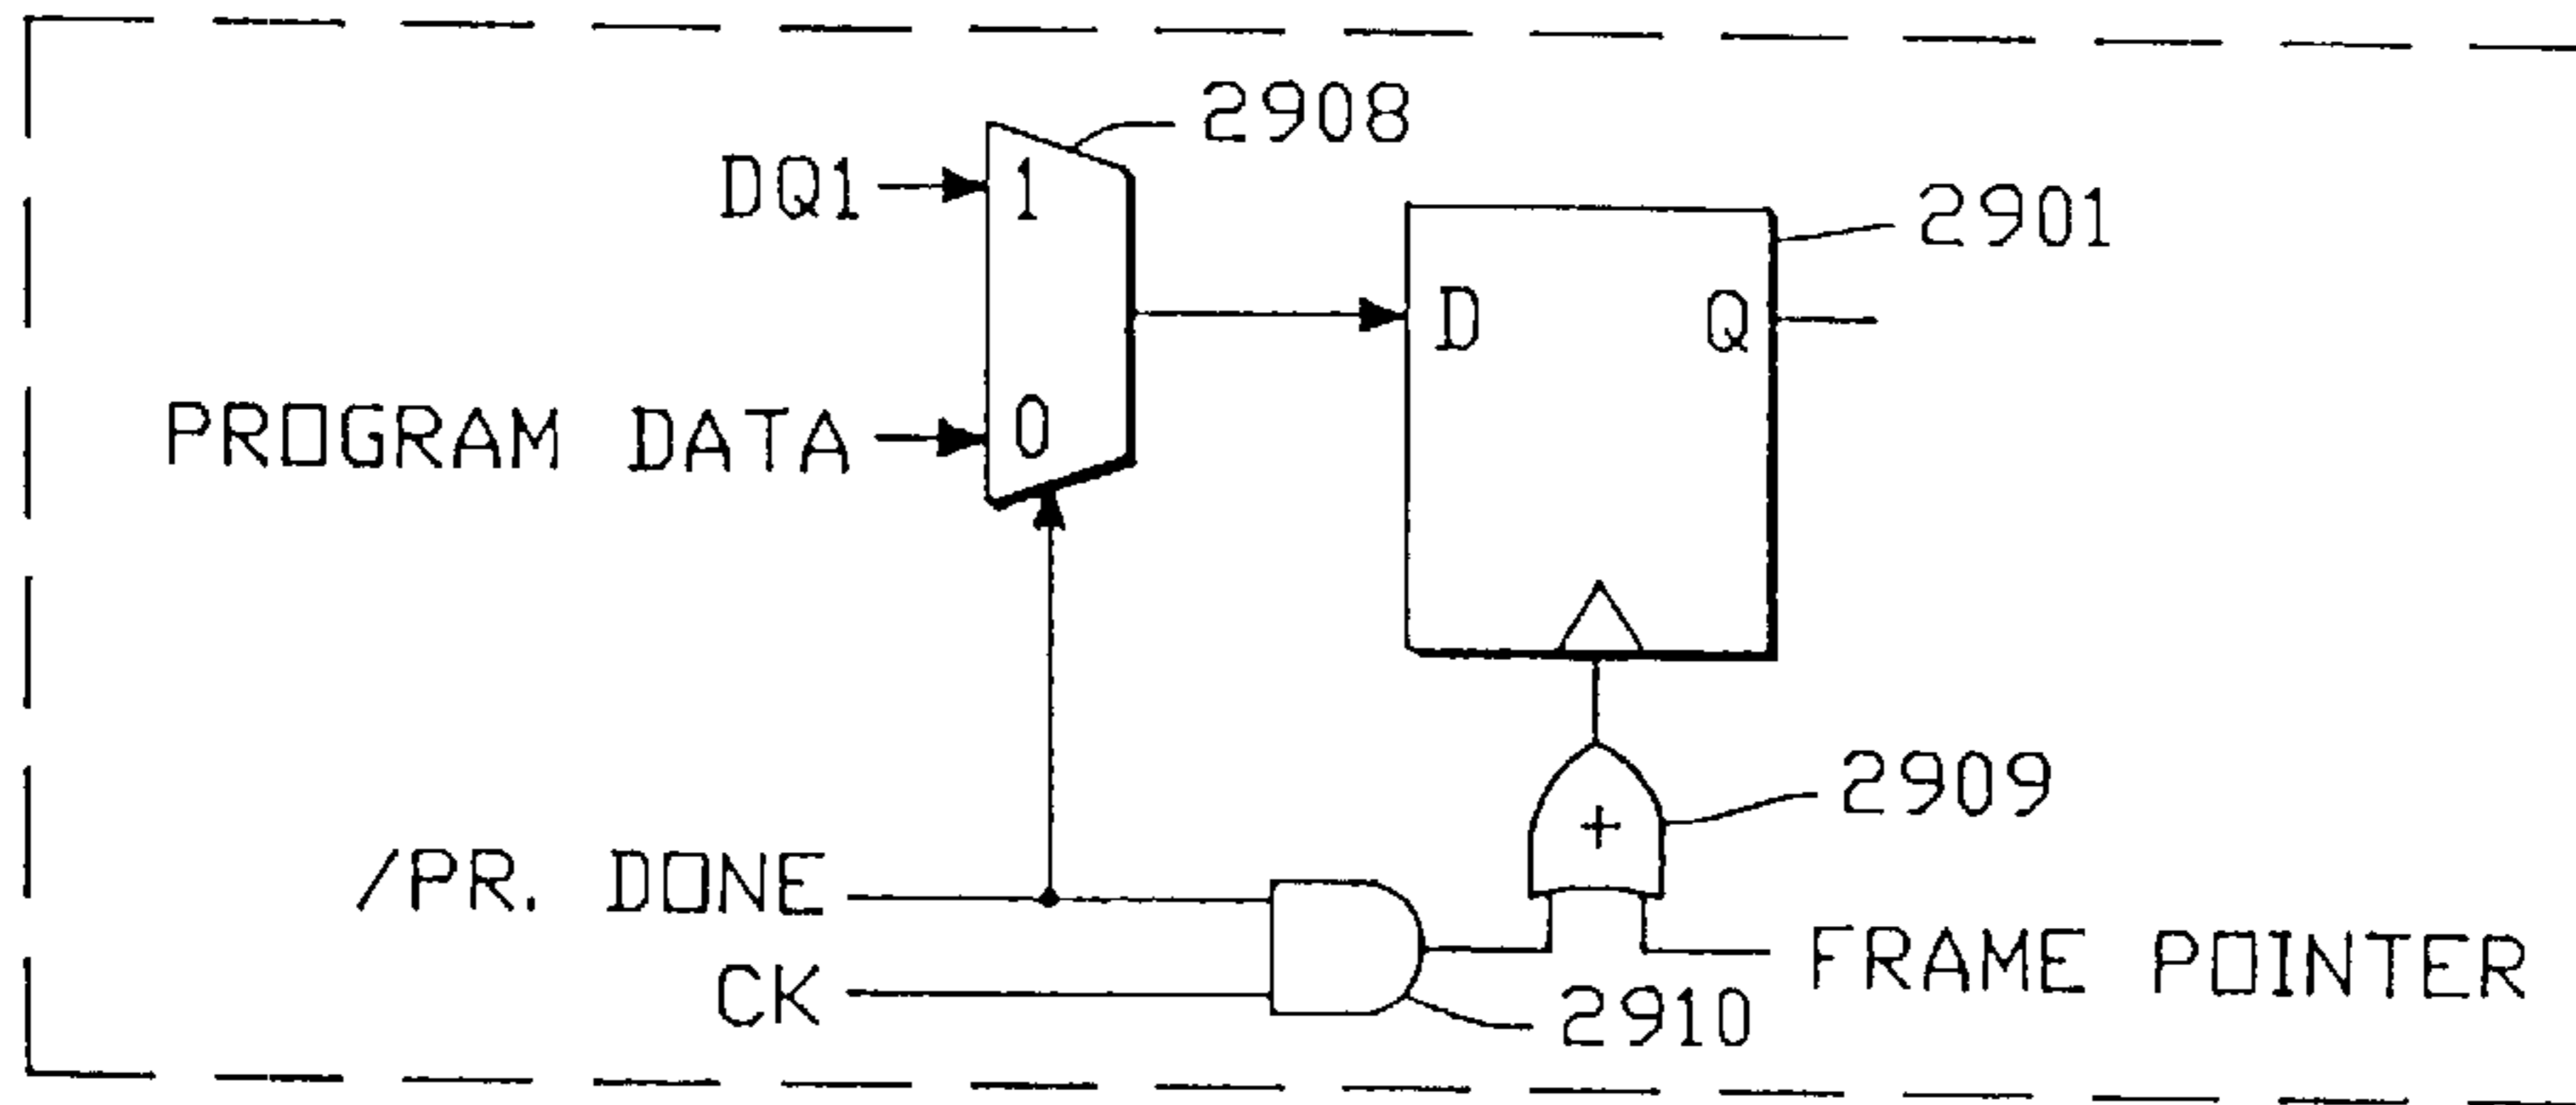 2908
DQ1
1
2901
D
Q
PROGRAM DATA
0
2909
+
/PR. DONE
FRAME POINTER
CK
2910